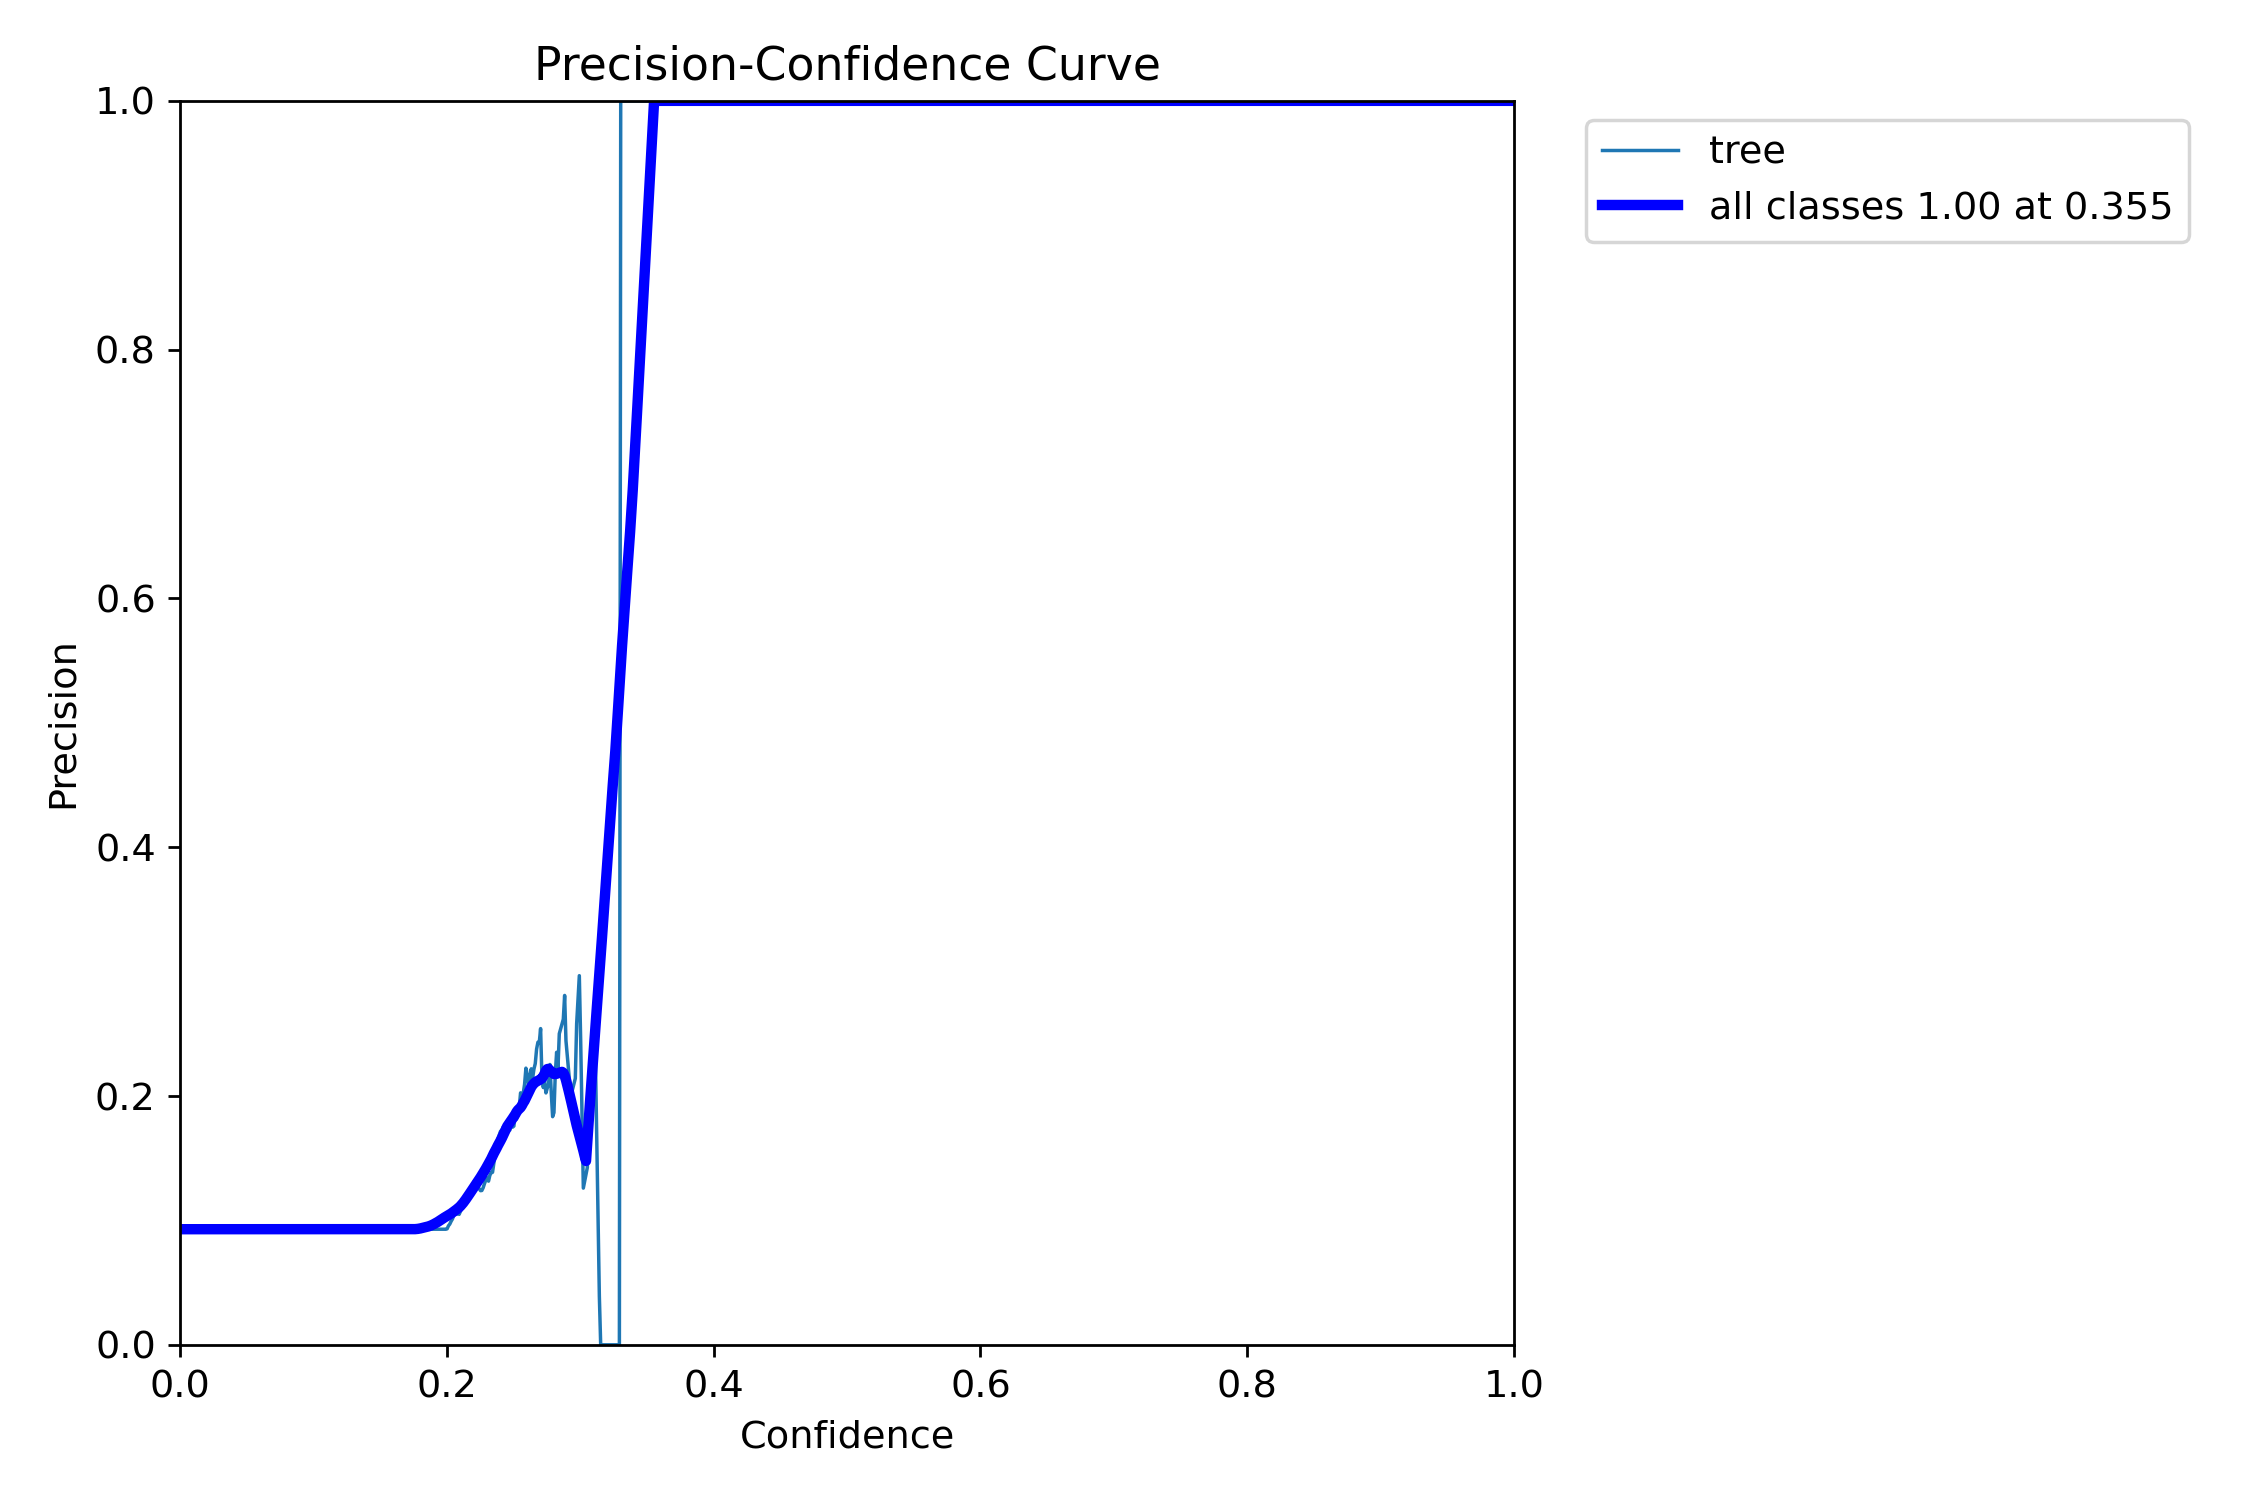 Precision-Confidence Curve
1.0
0.8
0.6
0.4
0.2
0.0
Precision
0.0 0.2 0.4 0.6 0.8 1.0
Confidence
tree
all classes 1.00 at 0.355